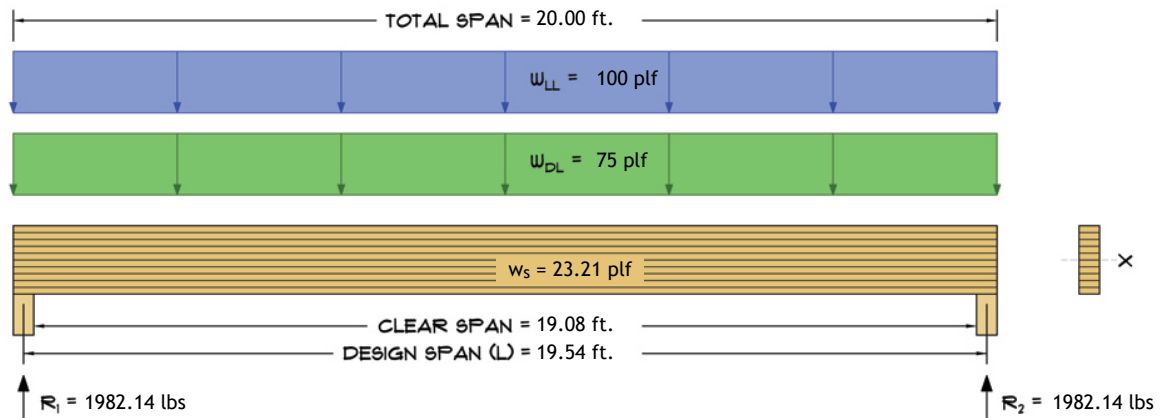 TOTAL SPAN = 20.00 ft.
wLL = 100 plf
wDL = 75 plf
ws = 23.21 plf
X
CLEAR SPAN = 19.08 ft.
DESIGN SPAN (L) = 19.54 ft.
R1 = 1982.14 lbs
R2 = 1982.14 lbs